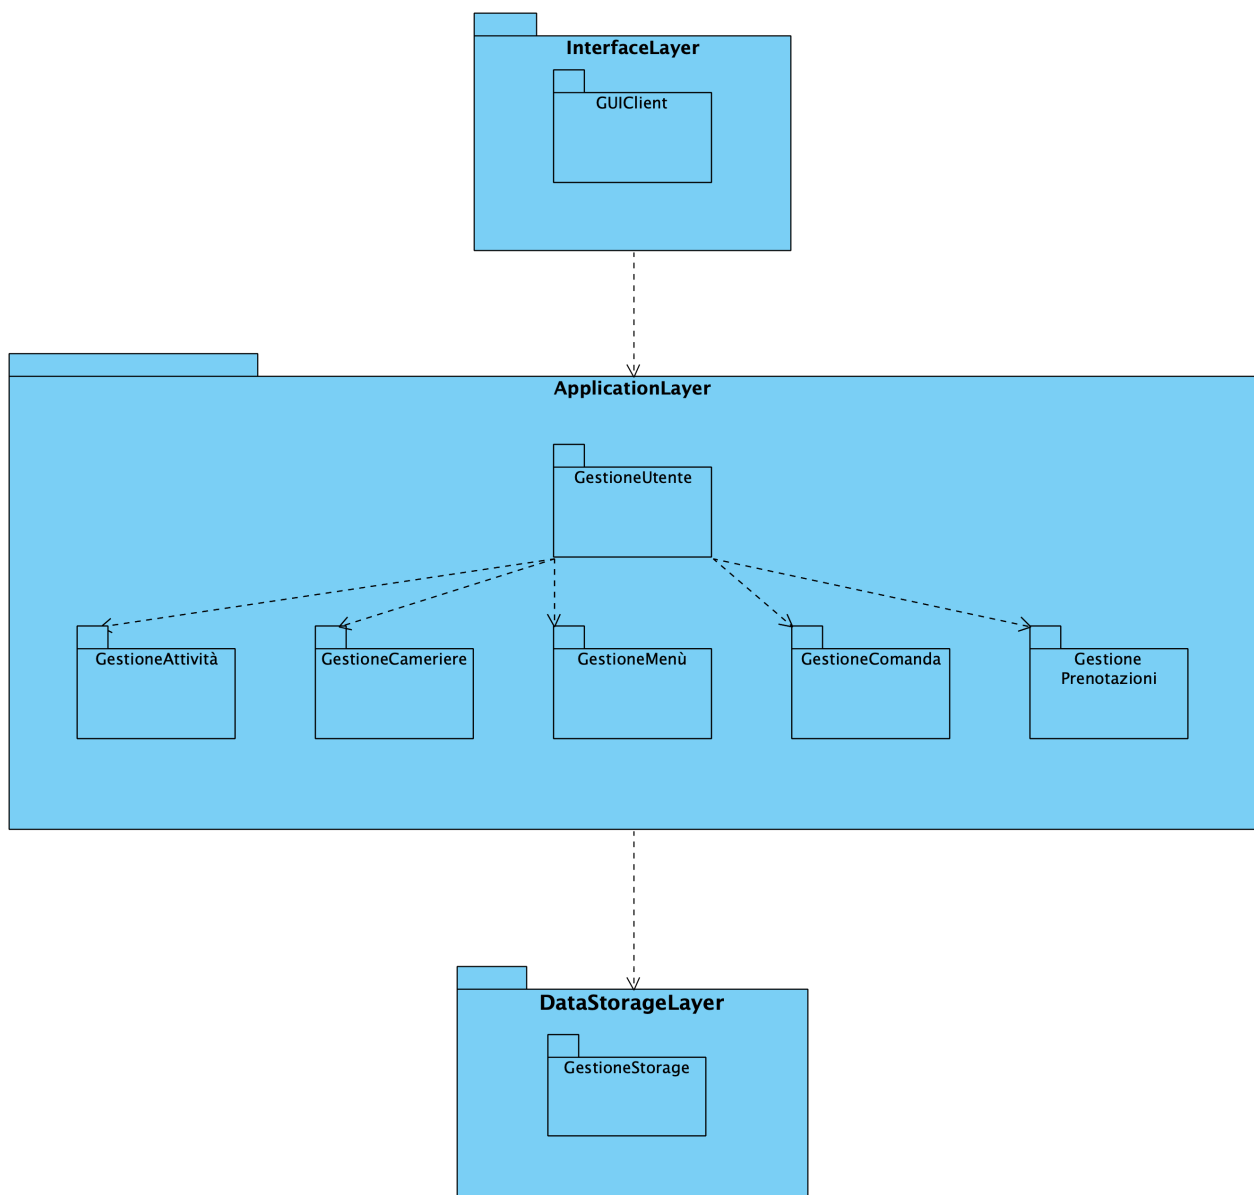 InterfaceLayer
GUIClient
ApplicationLayer
GestioneUtente
GestioneAttività
GestioneCameriere
GestioneMenù
GestioneComanda
Gestione
Prenotazioni
DataStorageLayer
GestioneStorage